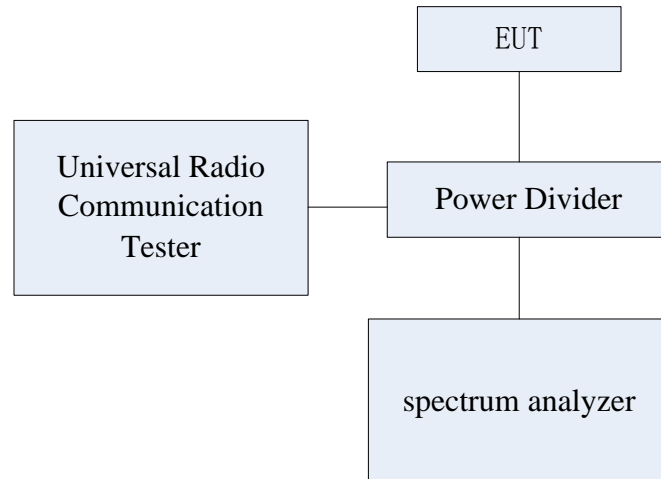 EUT
Universal Radio
Communication
Tester
Power Divider
spectrum analyzer